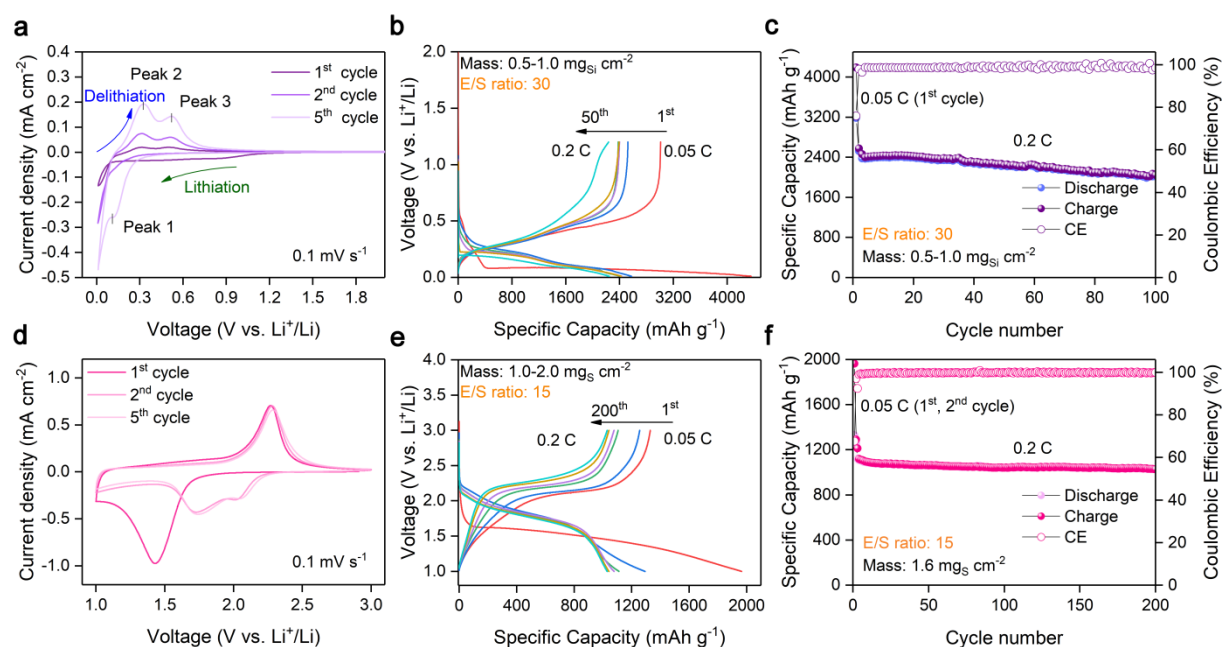 a
0.4
0.3
0.2
0.1
0.0
-0.1
-0.2
-0.3
-0.4
-0.5
Current density (mA cm⁻²)
Peak 2
Peak 3
Delithiation
1ˢᵗ cycle
2ⁿᵈ cycle
5ᵗʰ cycle
Lithiation
Peak 1
0.1 mV s⁻¹
0.0 0.3 0.6 0.9 1.2 1.5 1.8 2.1
Voltage (V vs. Li⁺/Li)
b
2.0
1.5
1.0
0.5
0.0
Voltage (V vs. Li⁺/Li)
Mass: 0.5-1.0 mg_Si cm⁻²
E/S ratio: 30
50ᵗʰ 1ˢᵗ
0.2 C 0.05 C
0 800 1600 2400 3200 4000
Specific Capacity (mAh g⁻¹)
c
4000
3200
2400
1600
800
0
Specific Capacity (mAh g⁻¹)
0.05 C (1ˢᵗ cycle)
0.2 C
Discharge
Charge
CE
E/S ratio: 30
Mass: 0.5-1.0 mg_Si cm⁻²
100
80
60
40
20
0
Coulombic Efficiency (%)
0 20 40 60 80 100
Cycle number
d
1.0
0.5
0.0
-0.5
-1.0
Current density (mA cm⁻²)
1ˢᵗ cycle
2ⁿᵈ cycle
5ᵗʰ cycle
0.1 mV s⁻¹
1.0 1.5 2.0 2.5 3.0
Voltage (V vs. Li⁺/Li)
e
4.0
3.5
3.0
2.5
2.0
1.5
1.0
Voltage (V vs. Li⁺/Li)
Mass: 1.0-2.0 mg_S cm⁻²
E/S ratio: 15
200ᵗʰ 1ˢᵗ
0.2 C 0.05 C
0 400 800 1200 1600 2000
Specific Capacity (mAh g⁻¹)
f
2000
1800
1500
1200
900
600
300
0
Specific Capacity (mAh g⁻¹)
0.05 C (1ˢᵗ, 2ⁿᵈ cycle)
0.2 C
Discharge
Charge
CE
E/S ratio: 15
Mass: 1.6 mg_S cm⁻²
100
80
60
40
20
0
Coulombic Efficiency (%)
0 50 100 150 200
Cycle number